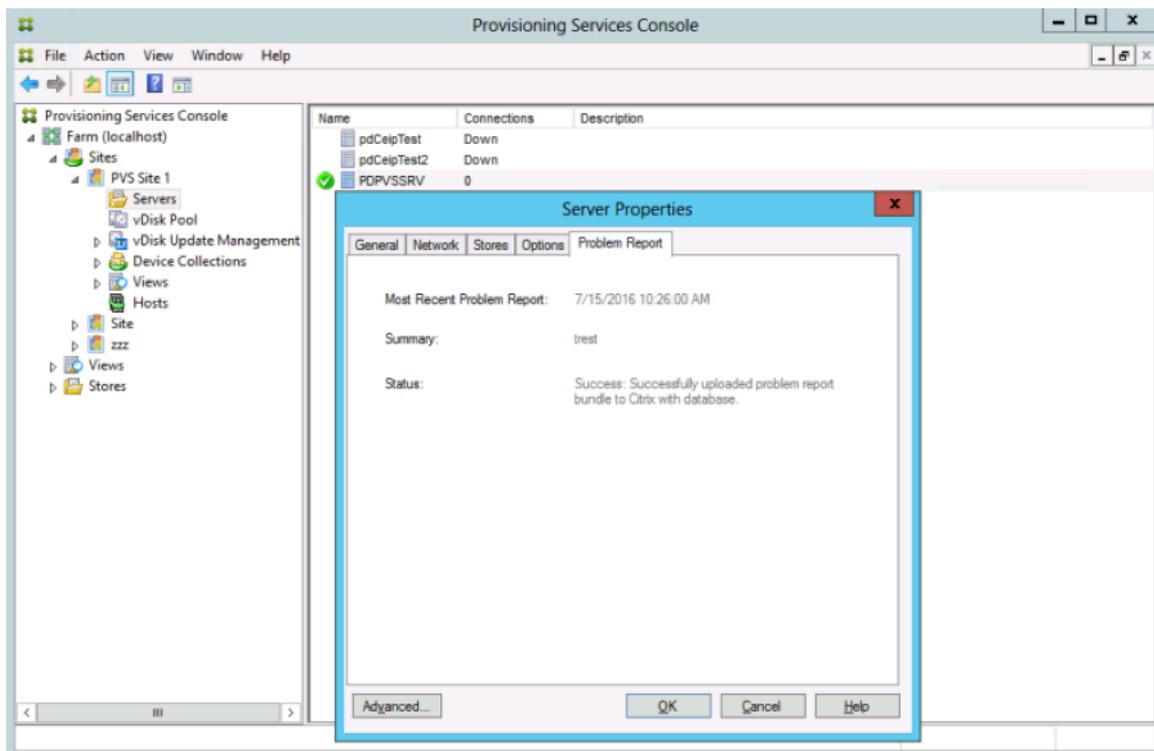 Provisioning Services Console
File Action View Window Help
Provisioning Services Console
Farm (localhost)
Sites
PVS Site 1
Servers
vDisk Pool
vDisk Update Management
Device Collections
Views
Hosts
Site
zzz
Views
Stores
Name Connections Description
pdCeipTest Down
pdCeipTest2 Down
PDPVSSRV 0
Server Properties
General Network Stores Options Problem Report
Most Recent Problem Report: 7/15/2016 10:26:00 AM
Summary: trest
Status: Success: Successfully uploaded problem report
bundle to Citrix with database.
Advanced... OK Cancel Help